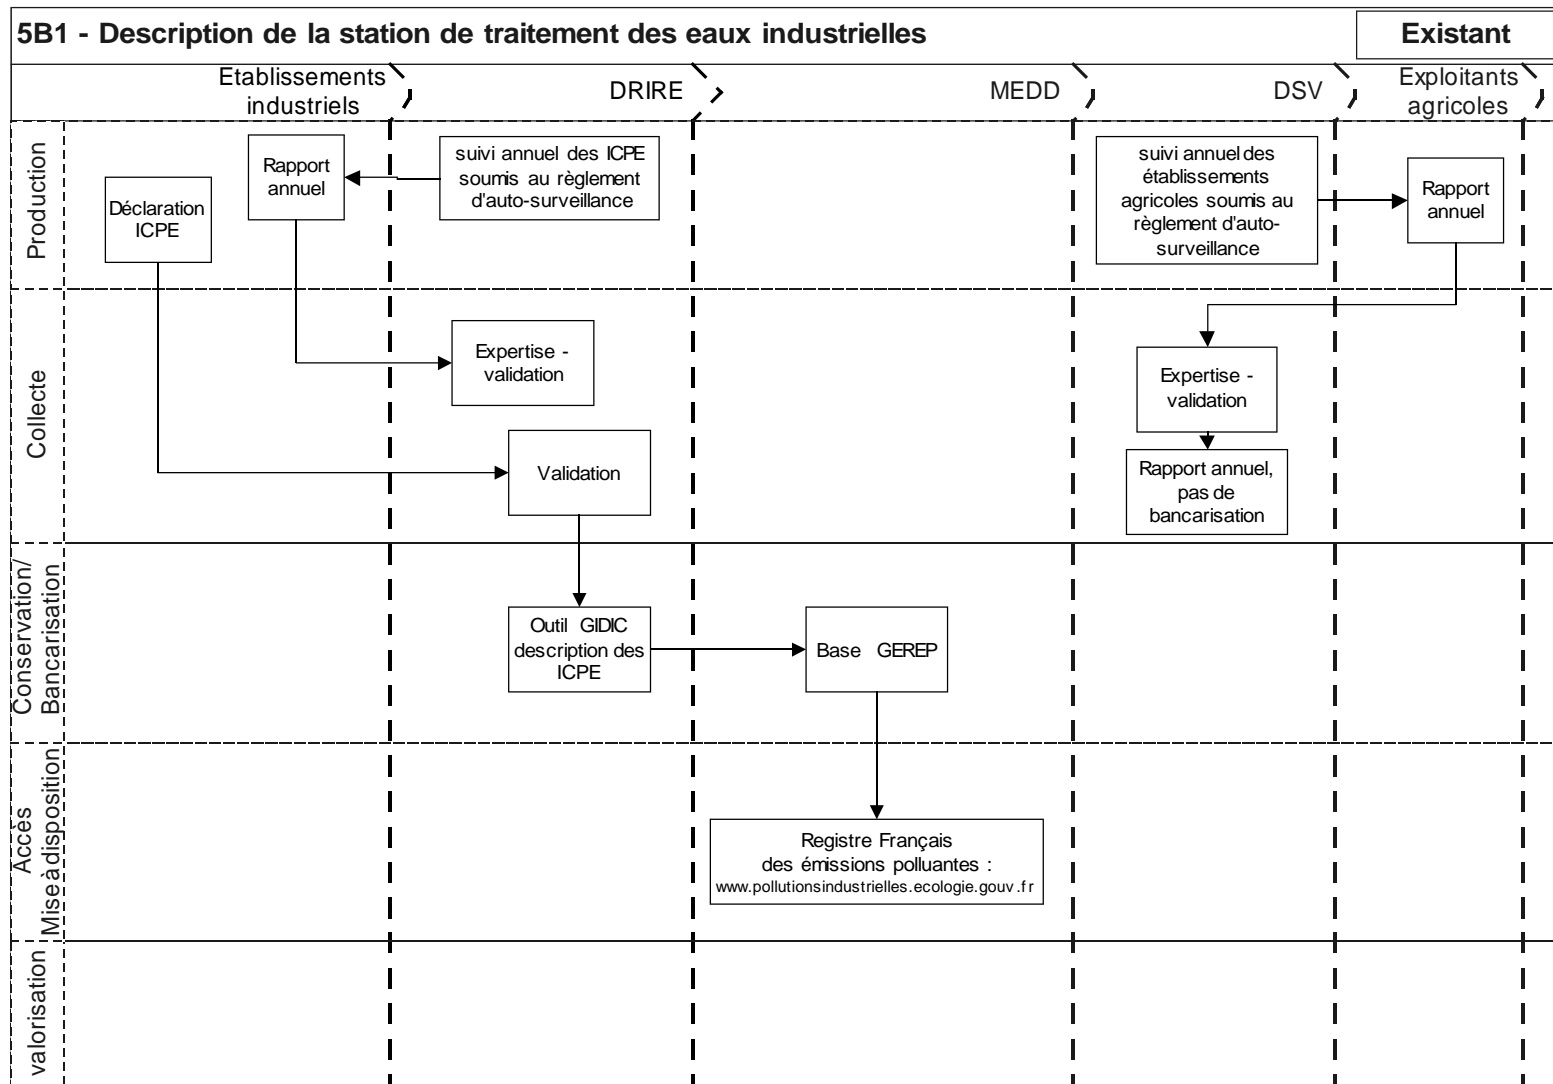 5B1 - Description de la station de traitement des eaux industrielles
Existant
Etablissements
industriels
DRIRE
MEDD
DSV
Exploitants
agricoles
Production
Déclaration
ICPE
Rapport
annuel
suivi annuel des ICPE
soumis au règlement
d'auto-surveillance
suivi annuel des
établissements
agricoles soumis au
règlement d'auto-
surveillance
Rapport
annuel
Collecte
Expertise -
validation
Validation
Expertise -
validation
Rapport annuel,
pas de
bancarisation
Conservation/
Bancarisation
Outil GIDIC
description des
ICPE
Base GEREP
Accès
Mise à disposition
Registre Français
des émissions polluantes :
www.pollutionsindustrielles.ecologie.gouv.fr
valorisation